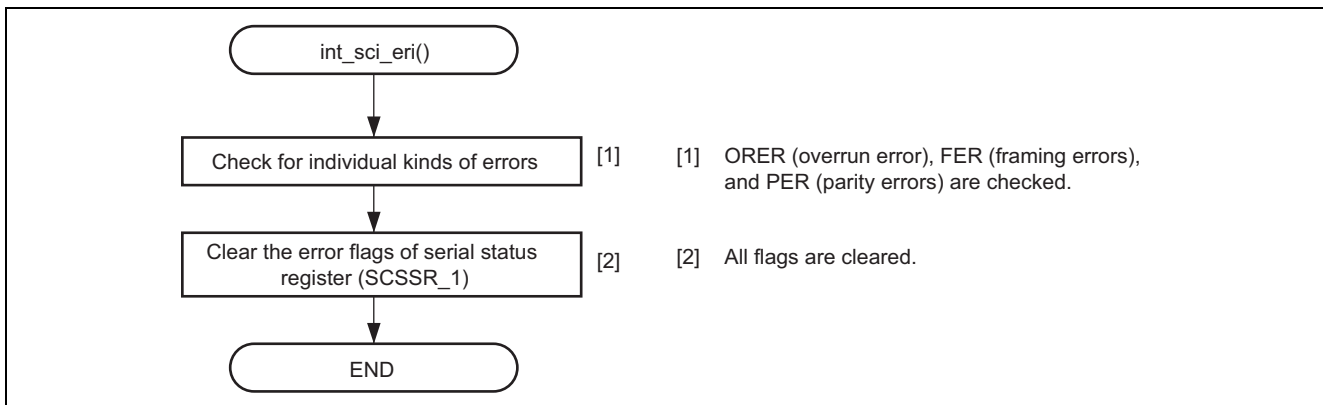 int_sci_eri()
Check for individual kinds of errors
[1]
[1] ORER (overrun error), FER (framing errors),
and PER (parity errors) are checked.
Clear the error flags of serial status
register (SCSSR_1)
[2]
[2] All flags are cleared.
END